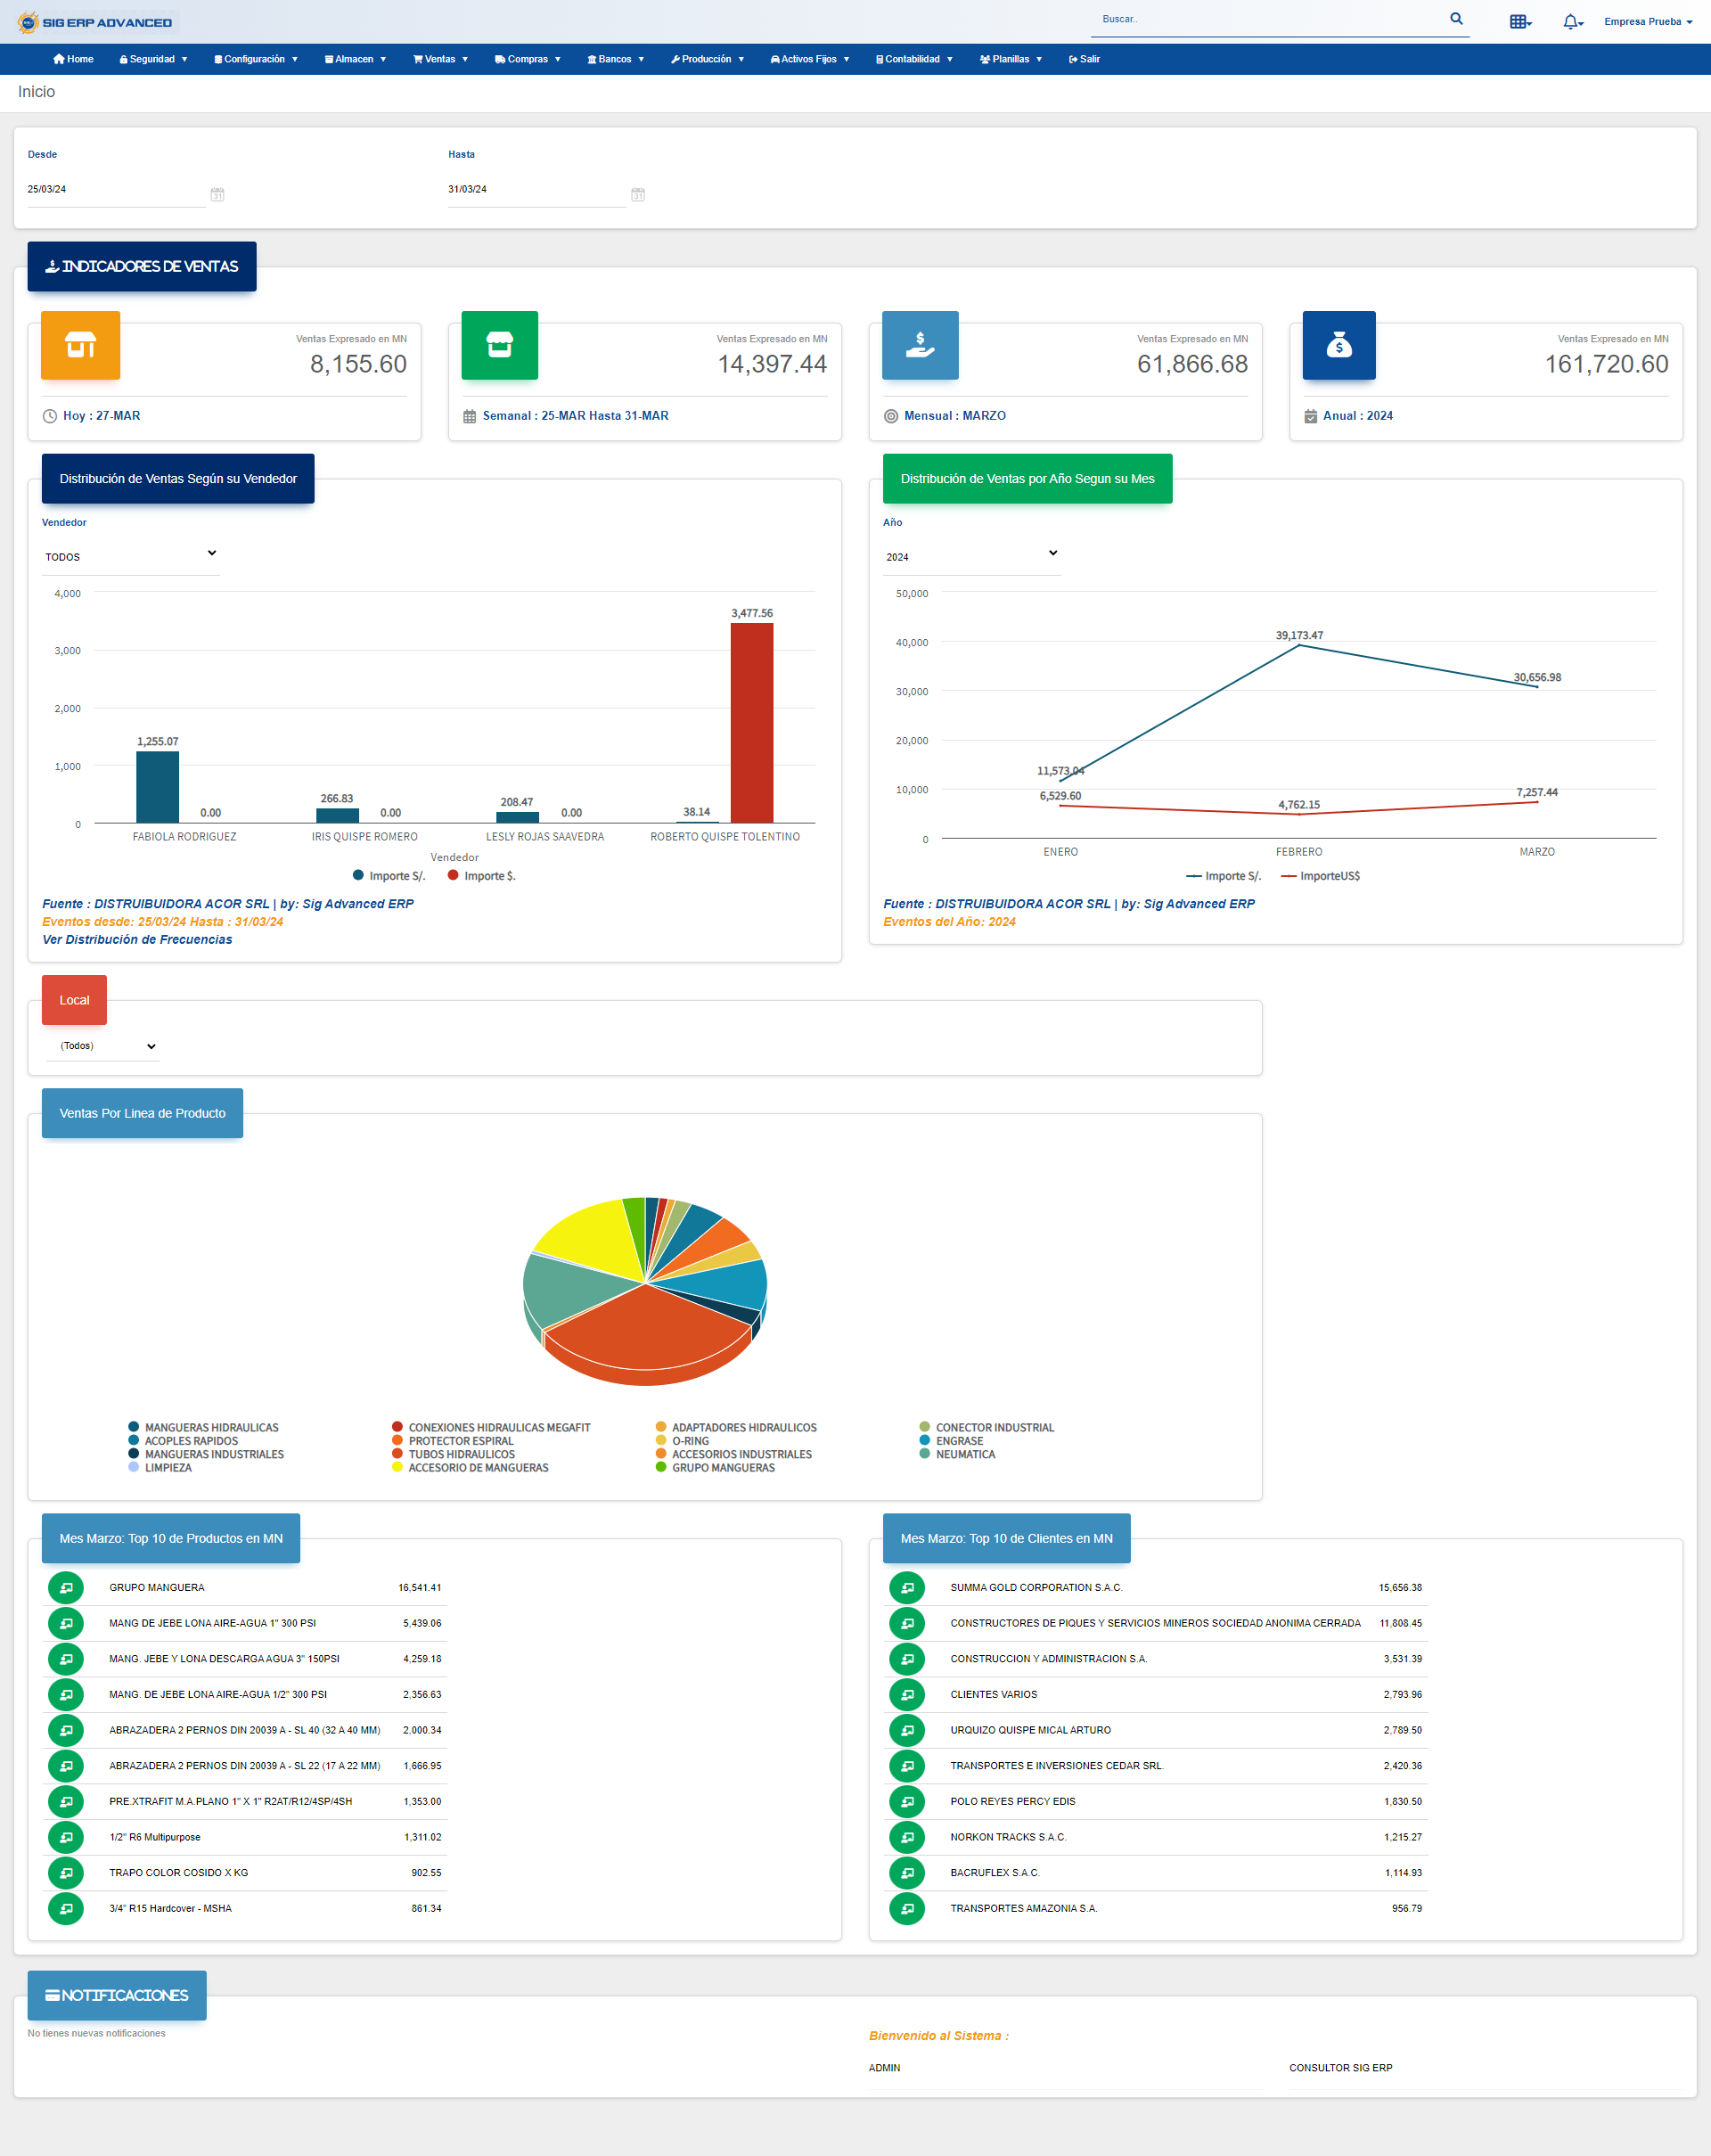 SIG ERP ADVANCED
Buscar..
Empresa Prueba
Home Seguridad Configuración Almacen Ventas Compras Bancos Producción Activos Fijos Contabilidad Planillas Salir
Inicio
Desde Hasta
25/03/24 31/03/24
INDICADORES DE VENTAS
Ventas Expresado en MN
8,155.60
Hoy : 27-MAR
Ventas Expresado en MN
14,397.44
Semanal : 25-MAR Hasta 31-MAR
Ventas Expresado en MN
61,866.68
Mensual : MARZO
Ventas Expresado en MN
161,720.60
Anual : 2024
Distribución de Ventas Según su Vendedor
Vendedor
TODOS
4,000
3,000
2,000
1,000
0
1,255.07
0.00
266.83
0.00
208.47
0.00
38.14
3,477.56
FABIOLA RODRIGUEZ IRIS QUISPE ROMERO LESLY ROJAS SAAVEDRA ROBERTO QUISPE TOLENTINO
Vendedor
Importe S/. Importe $.
Fuente : DISTRUIBUIDORA ACOR SRL | by: Sig Advanced ERP
Eventos desde: 25/03/24 Hasta : 31/03/24
Ver Distribución de Frecuencias
Distribución de Ventas por Año Segun su Mes
Año
2024
50,000
40,000
30,000
20,000
10,000
0
39,173.47
30,656.98
11,573.04
6,529.60
4,762.15
7,257.44
ENERO FEBRERO MARZO
Importe S/. ImporteUS$
Fuente : DISTRUIBUIDORA ACOR SRL | by: Sig Advanced ERP
Eventos del Año: 2024
Local
(Todos)
Ventas Por Linea de Producto
MANGUERAS HIDRAULICAS CONEXIONES HIDRAULICAS MEGAFIT ADAPTADORES HIDRAULICOS CONECTOR INDUSTRIAL
ACOPLES RAPIDOS PROTECTOR ESPIRAL O-RING ENGRASE
MANGUERAS INDUSTRIALES TUBOS HIDRAULICOS ACCESORIOS INDUSTRIALES NEUMATICA
LIMPIEZA ACCESORIO DE MANGUERAS GRUPO MANGUERAS
Mes Marzo: Top 10 de Productos en MN
GRUPO MANGUERA 16,541.41
MANG DE JEBE LONA AIRE-AGUA 1" 300 PSI 5,439.06
MANG. JEBE Y LONA DESCARGA AGUA 3" 150PSI 4,259.18
MANG. DE JEBE LONA AIRE-AGUA 1/2" 300 PSI 2,356.63
ABRAZADERA 2 PERNOS DIN 20039 A - SL 40 (32 A 40 MM) 2,000.34
ABRAZADERA 2 PERNOS DIN 20039 A - SL 22 (17 A 22 MM) 1,666.95
PRE.XTRAFIT M.A.PLANO 1" X 1" R2AT/R12/4SP/4SH 1,353.00
1/2" R6 Multipurpose 1,311.02
TRAPO COLOR COSIDO X KG 902.55
3/4" R15 Hardcover - MSHA 861.34
Mes Marzo: Top 10 de Clientes en MN
SUMMA GOLD CORPORATION S.A.C. 15,656.38
CONSTRUCTORES DE PIQUES Y SERVICIOS MINEROS SOCIEDAD ANONIMA CERRADA 11,808.45
CONSTRUCCION Y ADMINISTRACION S.A. 3,531.39
CLIENTES VARIOS 2,793.96
URQUIZO QUISPE MICAL ARTURO 2,789.50
TRANSPORTES E INVERSIONES CEDAR SRL. 2,420.36
POLO REYES PERCY EDIS 1,830.50
NORKON TRACKS S.A.C. 1,215.27
BACRUFLEX S.A.C. 1,114.93
TRANSPORTES AMAZONIA S.A. 956.79
NOTIFICACIONES
No tienes nuevas notificaciones
Bienvenido al Sistema :
ADMIN CONSULTOR SIG ERP